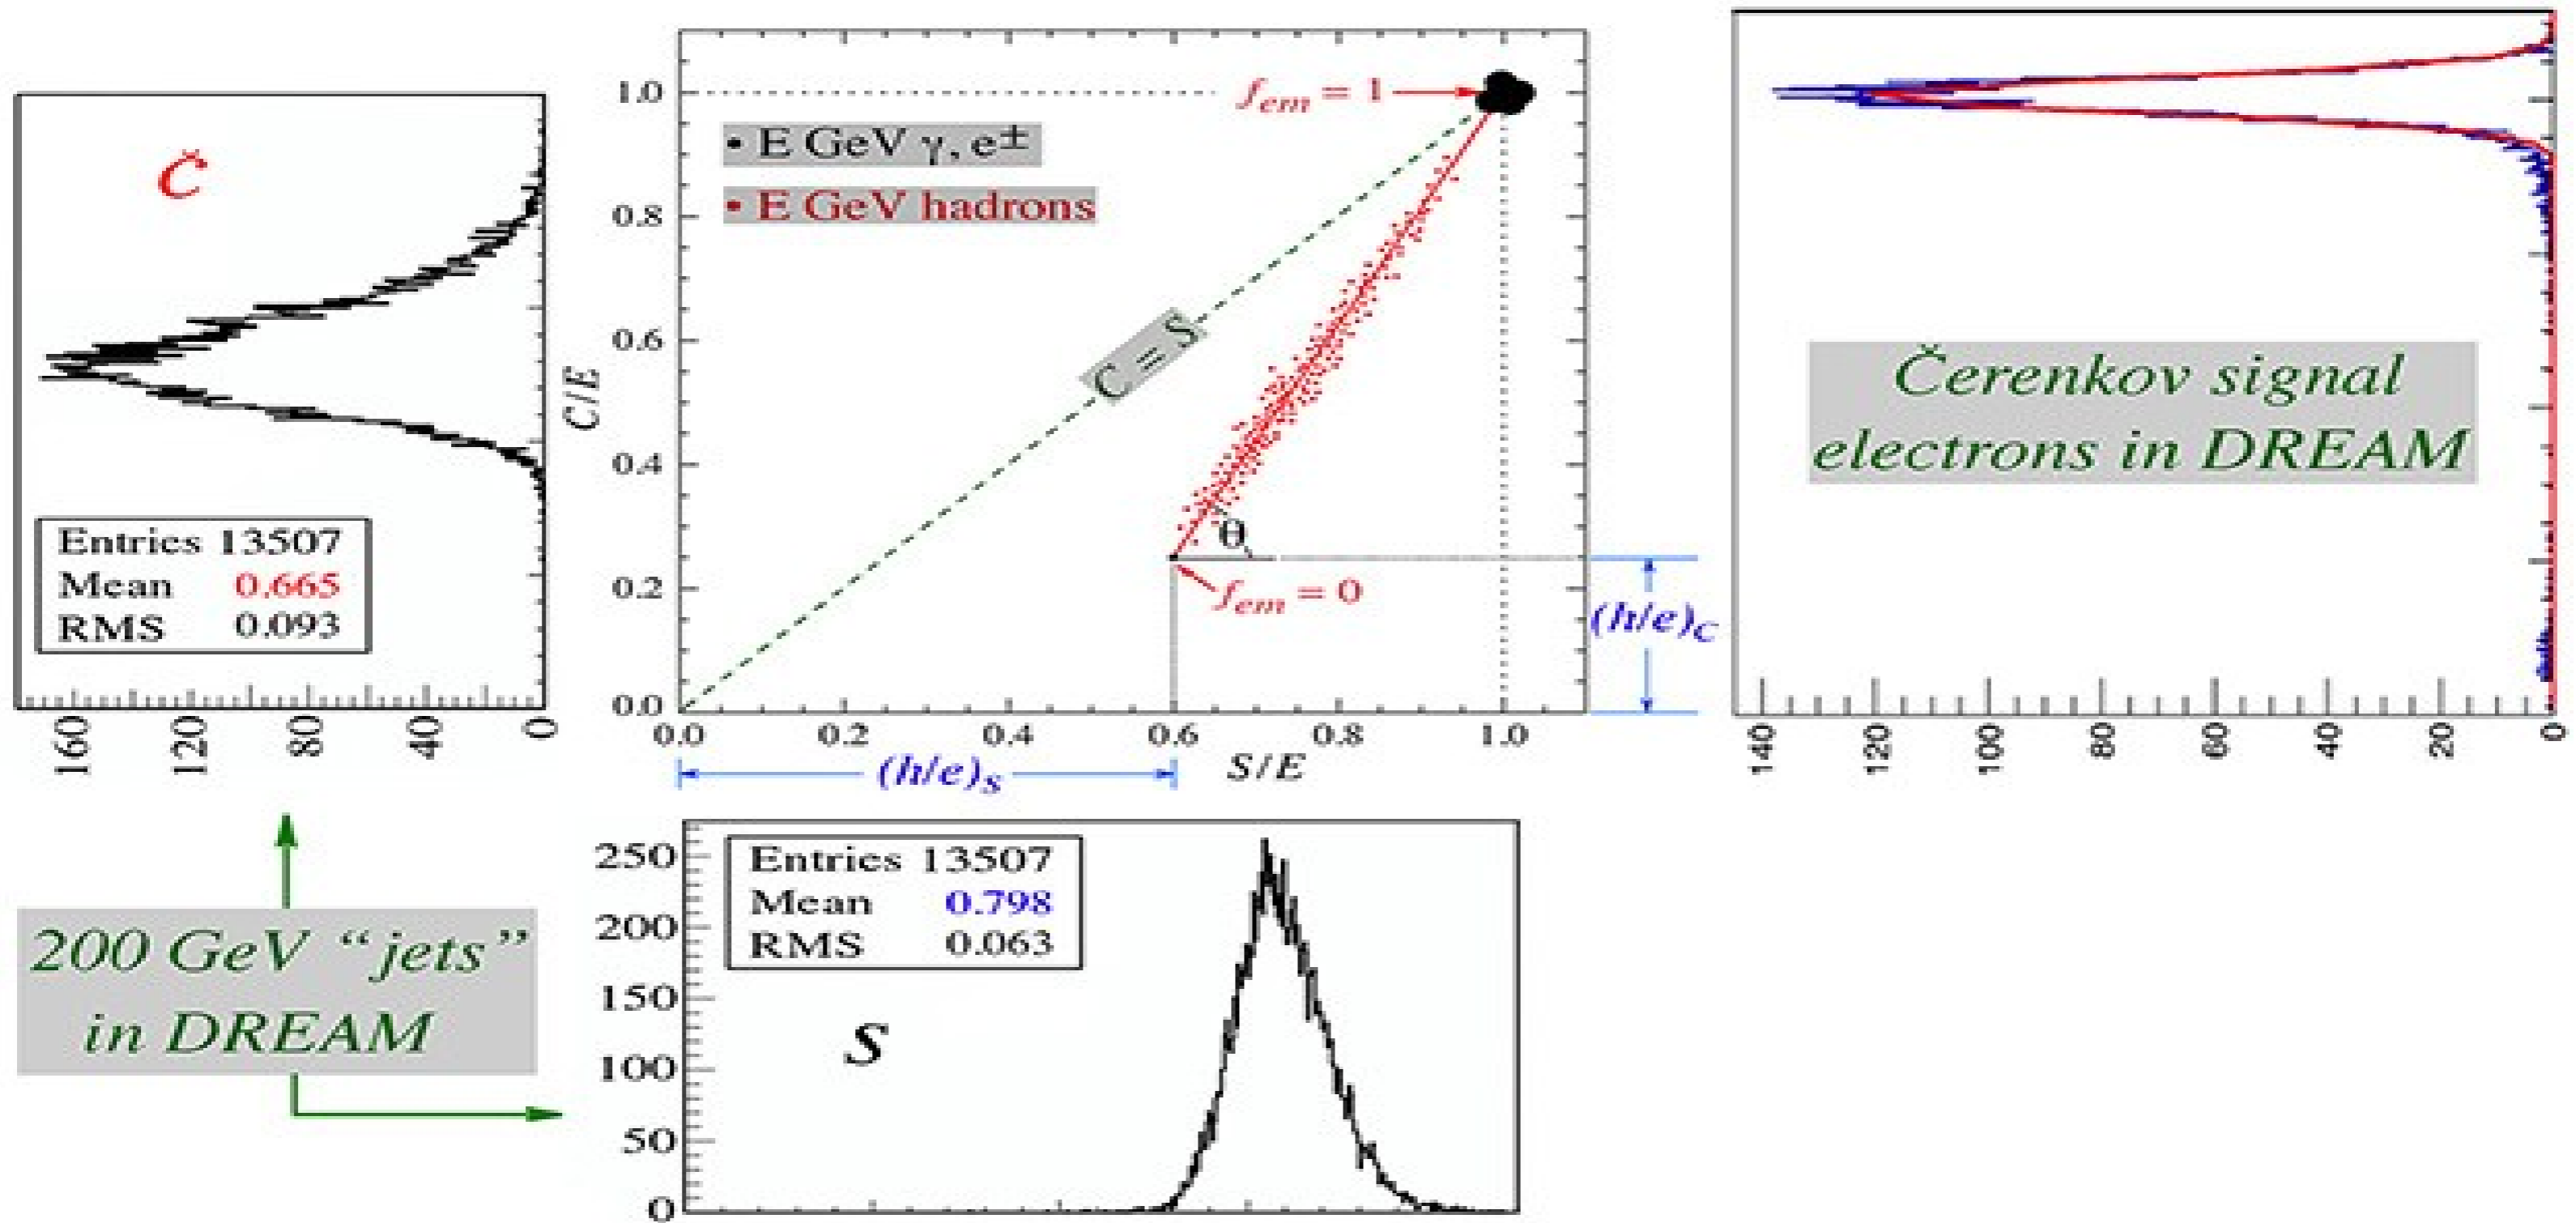 Č
Entries 13507
Mean 0.665
RMS 0.093
160 120 80 40 0
C/E
1.0
0.8
0.6
0.4
0.2
0.0
f_em = 1
• E GeV γ, e±
• E GeV hadrons
C = S
θ
f_em = 0
(h/e)_C
0.0 0.2 0.4 0.6 0.8 1.0
(h/e)_S
S/E
Čerenkov signal
electrons in DREAM
140 120 100 80 60 40 20 0
200 GeV “jets”
in DREAM
250
200
150
100
50
0
Entries 13507
Mean 0.798
RMS 0.063
S